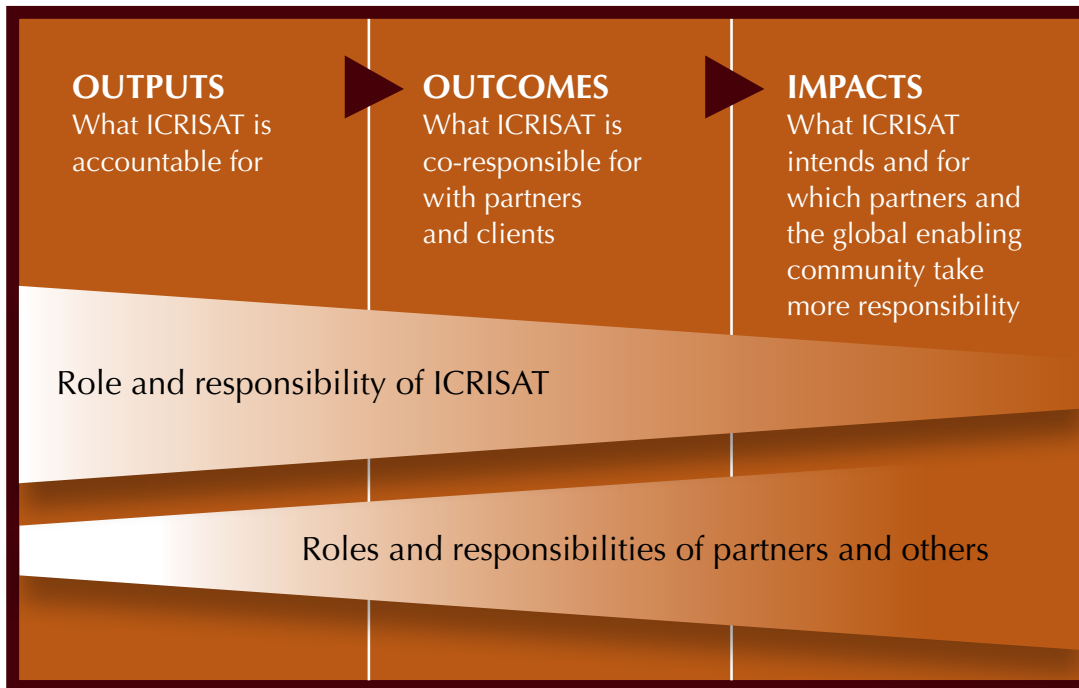 OUTPUTS
What ICRISAT is
accountable for
OUTCOMES
What ICRISAT is
co-responsible for
with partners
and clients
IMPACTS
What ICRISAT
intends and for
which partners and
the global enabling
community take
more responsibility
Role and responsibility of ICRISAT
Roles and responsibilities of partners and others